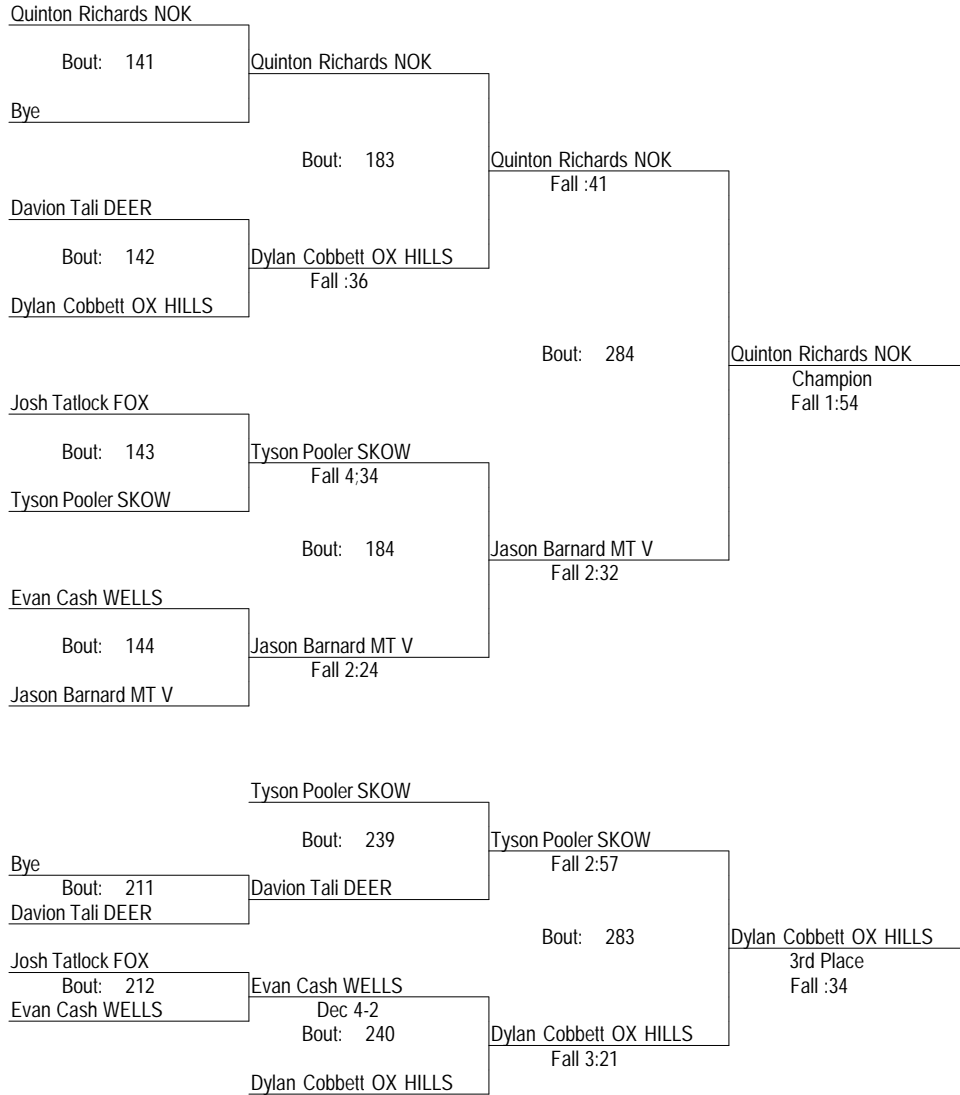 Quinton Richards NOK
Bout: 141
Quinton Richards NOK
Bye
Bout: 183
Quinton Richards NOK
Fall :41
Davion Tali DEER
Bout: 142
Dylan Cobbett OX HILLS
Fall :36
Dylan Cobbett OX HILLS
Bout: 284
Quinton Richards NOK
Champion
Fall 1:54
Josh Tatlock FOX
Bout: 143
Tyson Pooler SKOW
Fall 4;34
Tyson Pooler SKOW
Bout: 184
Jason Barnard MT V
Fall 2:32
Evan Cash WELLS
Bout: 144
Jason Barnard MT V
Fall 2:24
Jason Barnard MT V
Tyson Pooler SKOW
Bout: 239
Tyson Pooler SKOW
Fall 2:57
Bye
Bout: 211
Davion Tali DEER
Davion Tali DEER
Bout: 283
Dylan Cobbett OX HILLS
3rd Place
Fall :34
Josh Tatlock FOX
Bout: 212
Evan Cash WELLS
Evan Cash WELLS
Dec 4-2
Bout: 240
Dylan Cobbett OX HILLS
Fall 3:21
Dylan Cobbett OX HILLS